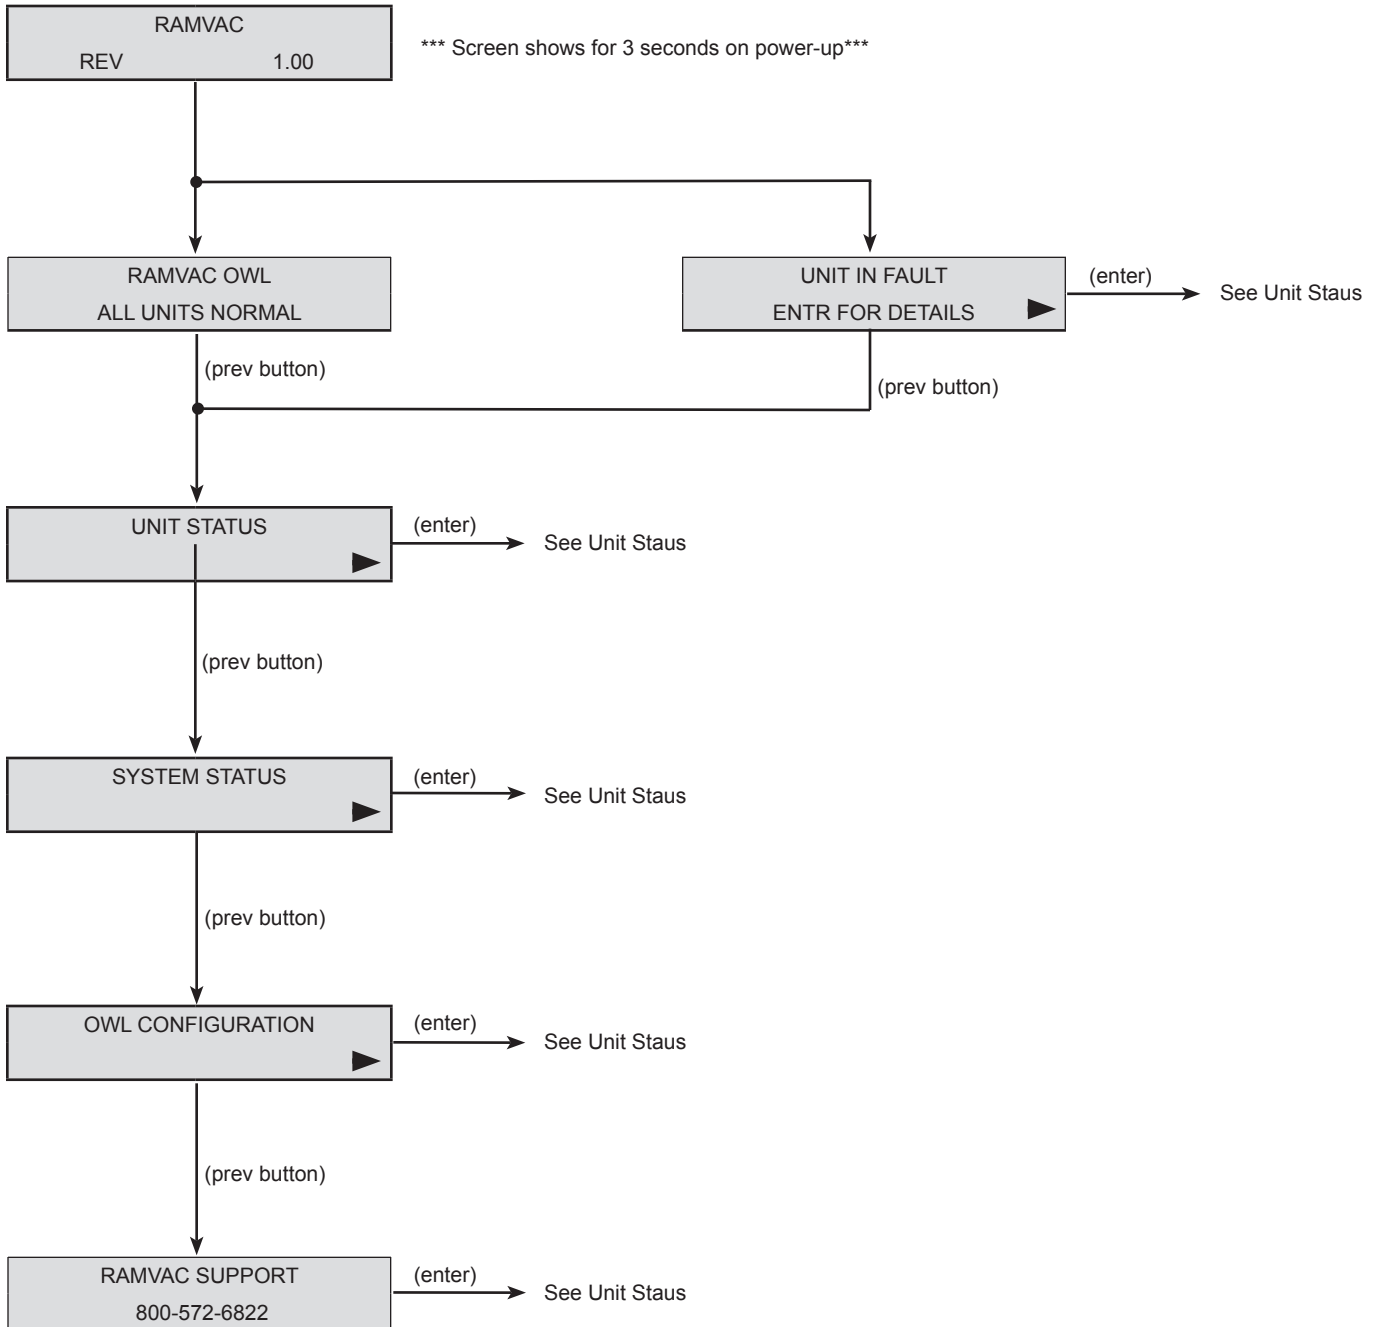 RAMVAC
REV 1.00
*** Screen shows for 3 seconds on power-up***
RAMVAC OWL
ALL UNITS NORMAL
(prev button)
UNIT IN FAULT
ENTR FOR DETAILS
(enter)
See Unit Staus
(prev button)
UNIT STATUS
(enter)
See Unit Staus
(prev button)
SYSTEM STATUS
(enter)
See Unit Staus
(prev button)
OWL CONFIGURATION
(enter)
See Unit Staus
(prev button)
RAMVAC SUPPORT
800-572-6822
(enter)
See Unit Staus